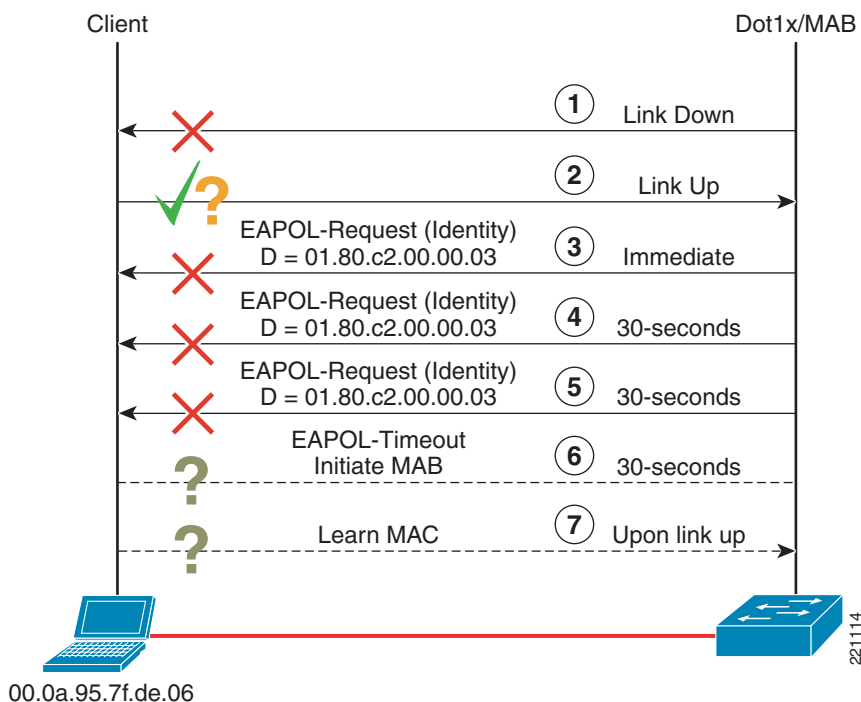 Client
Dot1x/MAB
1
Link Down
2
Link Up
?
EAPOL-Request (Identity)
D = 01.80.c2.00.00.03
3
Immediate
EAPOL-Request (Identity)
D = 01.80.c2.00.00.03
4
30-seconds
EAPOL-Request (Identity)
D = 01.80.c2.00.00.03
5
30-seconds
EAPOL-Timeout
Initiate MAB
6
30-seconds
?
Learn MAC
7
Upon link up
?
221114
00.0a.95.7f.de.06